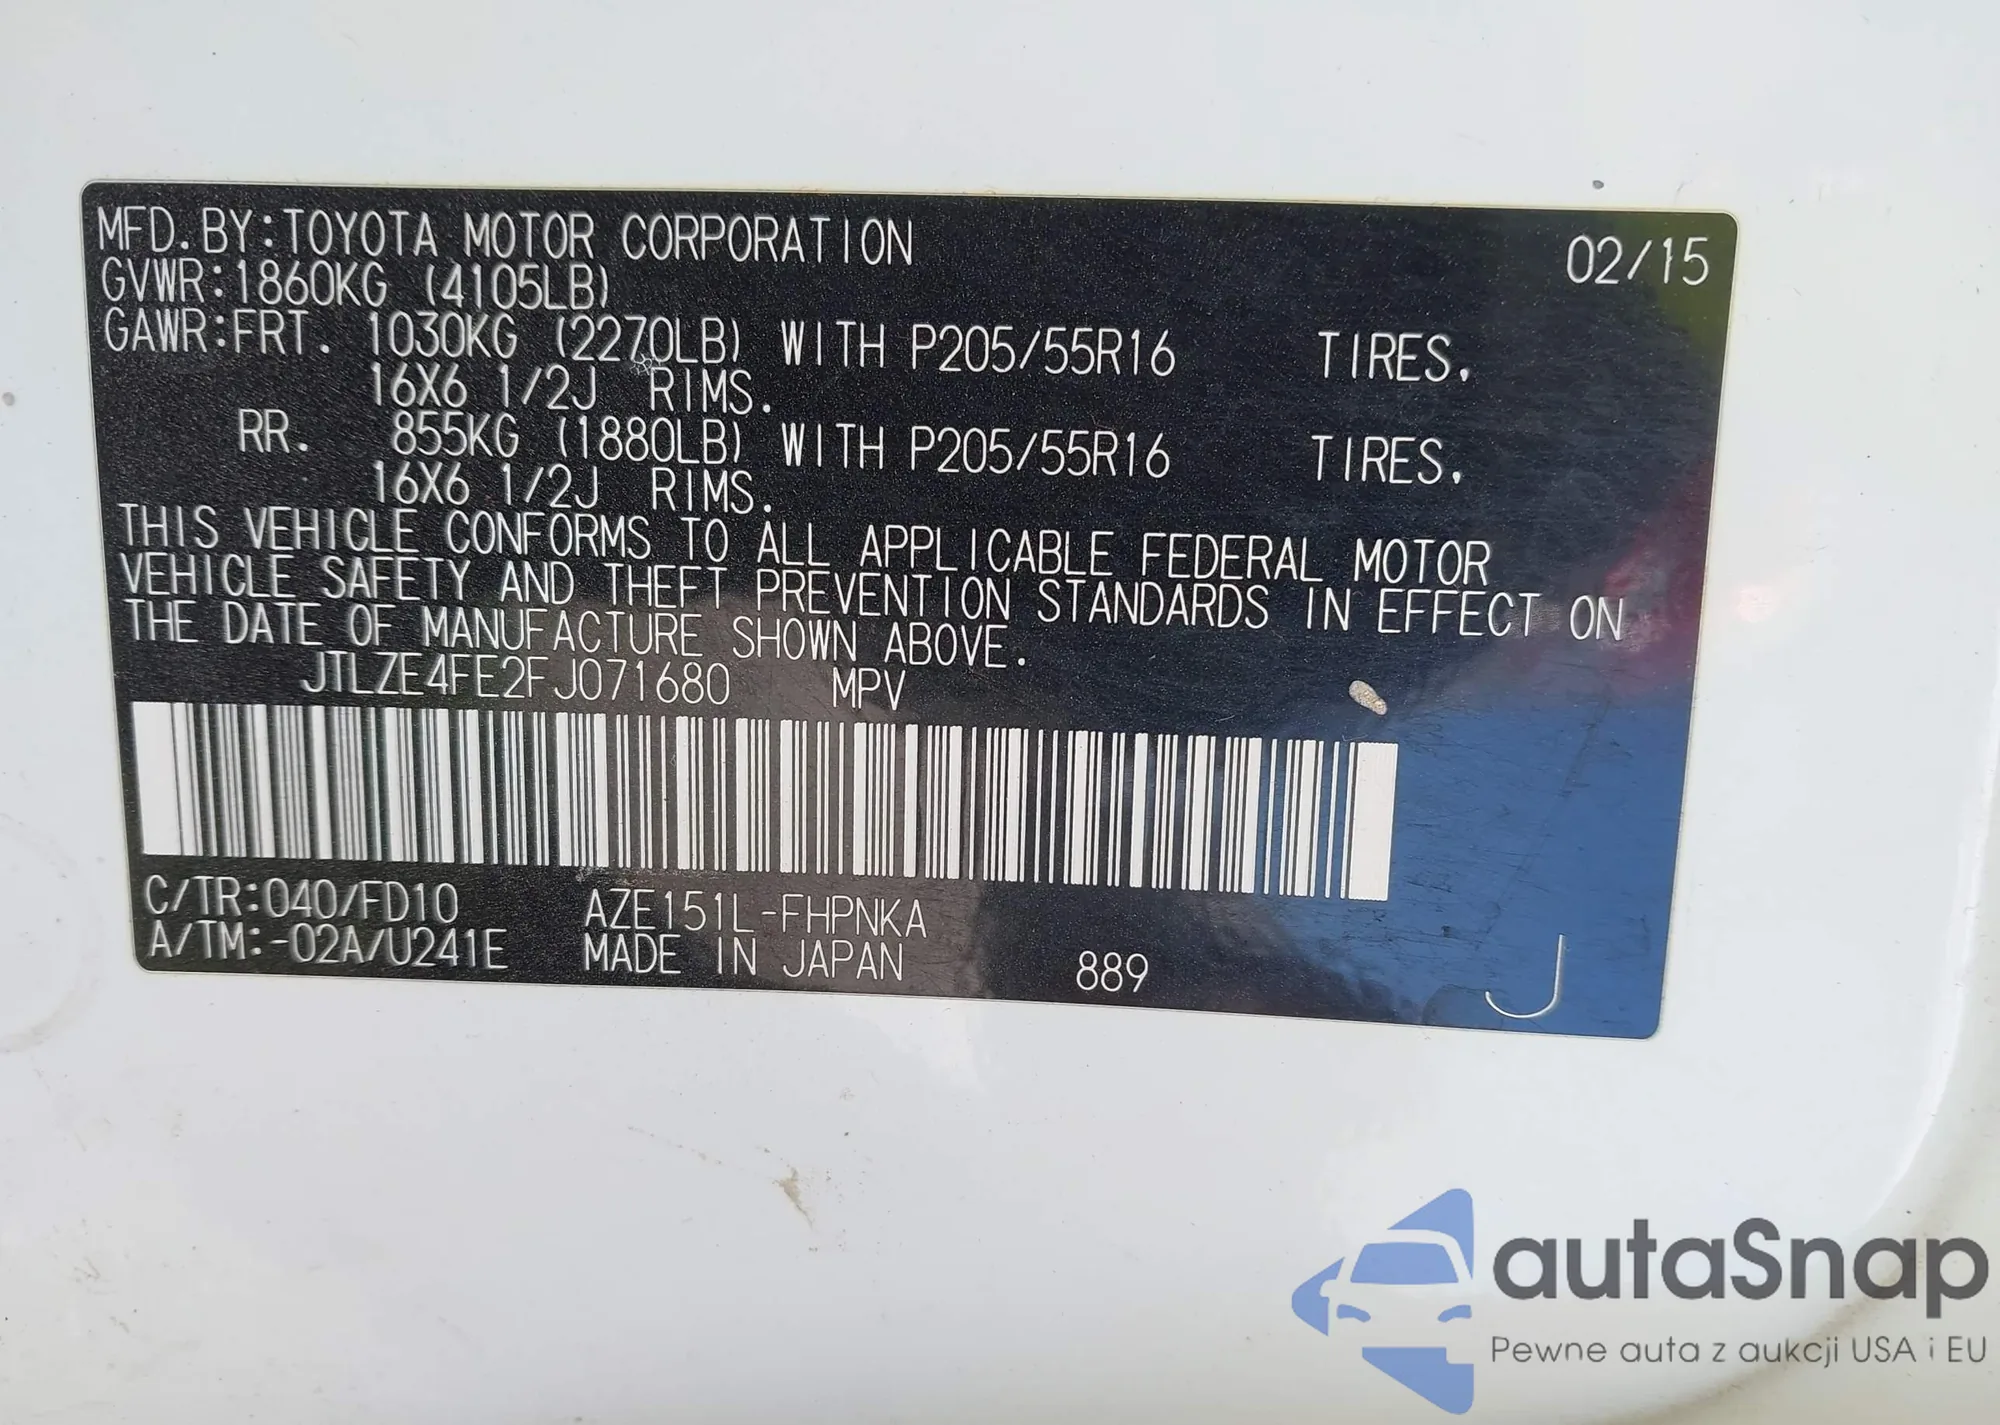 MFD.BY:TOYOTA MOTOR CORPORATION 02/15
GVWR:1860KG (4105LB)
GAWR:FRT. 1030KG (2270LB) WITH P205/55R16 TIRES.
16X6 1/2J RIMS.
RR. 855KG (1880LB) WITH P205/55R16 TIRES.
16X6 1/2J RIMS.
THIS VEHICLE CONFORMS TO ALL APPLICABLE FEDERAL MOTOR
VEHICLE SAFETY AND THEFT PREVENTION STANDARDS IN EFFECT ON
THE DATE OF MANUFACTURE SHOWN ABOVE.
JTLZE4FE2FJ071680 MPV
C/TR:040/FD10 AZE151L-FHPNKA
A/TM:-02A/U241E MADE IN JAPAN 889 J
autaSnap
Pewne auta z aukcji USA i EU